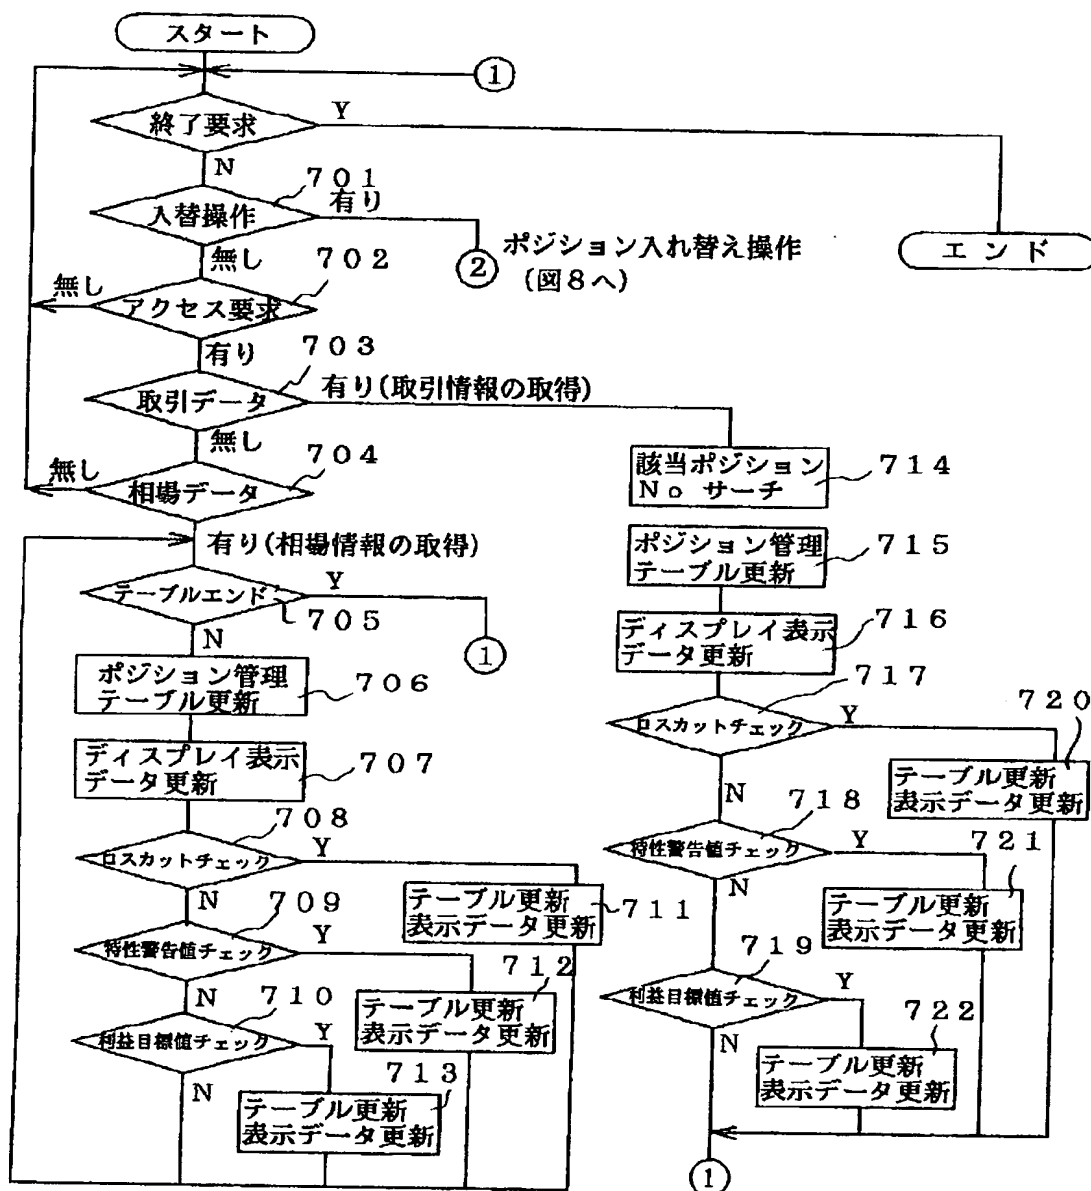 スタート
①
終了要求
Y
N
701
入替操作
有り
無し
② ポジション入れ替え操作
(図8へ)
エンド
702
無し
アクセス要求
有り
703
取引データ
有り(取引情報の取得)
無し
704
無し
相場データ
有り(相場情報の取得)
テーブルエンド
Y
705
①
N
ポジション管理
テーブル更新
706
ディスプレイ表示
データ更新
707
708
ロスカットチェック
Y
N
テーブル更新
表示データ更新
711
709
特性警告値チェック
Y
N
712
テーブル更新
表示データ更新
710
利益目標値チェック
Y
N
713
テーブル更新
表示データ更新
該当ポジション
No サーチ
714
ポジション管理
テーブル更新
715
ディスプレイ表示
データ更新
716
717
ロスカットチェック
Y
720
N
テーブル更新
表示データ更新
718
特性警告値チェック
Y
721
N
テーブル更新
表示データ更新
719
利益目標値チェック
Y
722
N
テーブル更新
表示データ更新
①